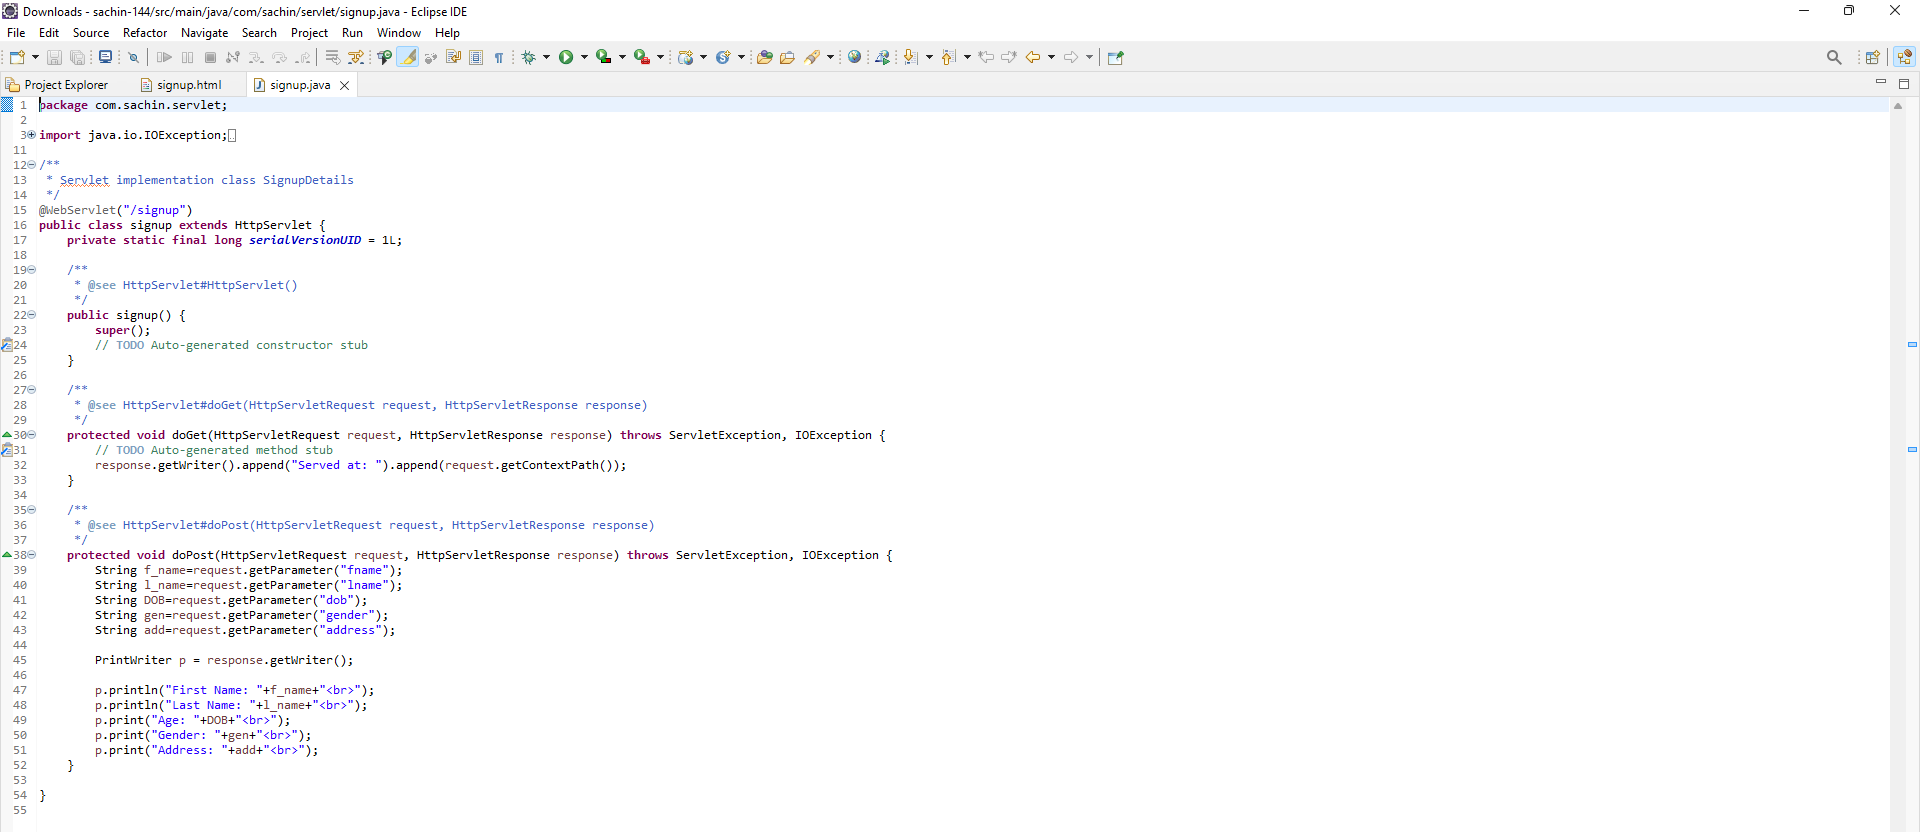 Downloads - sachin-144/src/main/java/com/sachin/servlet/signup.java - Eclipse IDE
File Edit Source Refactor Navigate Search Project Run Window Help
Project Explorer signup.html signup.java
1 package com.sachin.servlet;
2
3 import java.io.IOException;
11
12 /**
13 * Servlet implementation class SignupDetails
14 */
15 @WebServlet("/signup")
16 public class signup extends HttpServlet {
17 private static final long serialVersionUID = 1L;
18
19 /**
20 * @see HttpServlet#HttpServlet()
21 */
22 public signup() {
23 super();
24 // TODO Auto-generated constructor stub
25 }
26
27 /**
28 * @see HttpServlet#doGet(HttpServletRequest request, HttpServletResponse response)
29 */
30 protected void doGet(HttpServletRequest request, HttpServletResponse response) throws ServletException, IOException {
31 // TODO Auto-generated method stub
32 response.getWriter().append("Served at: ").append(request.getContextPath());
33 }
34
35 /**
36 * @see HttpServlet#doPost(HttpServletRequest request, HttpServletResponse response)
37 */
38 protected void doPost(HttpServletRequest request, HttpServletResponse response) throws ServletException, IOException {
39 String f_name=request.getParameter("fname");
40 String l_name=request.getParameter("lname");
41 String DOB=request.getParameter("dob");
42 String gen=request.getParameter("gender");
43 String add=request.getParameter("address");
44
45 PrintWriter p = response.getWriter();
46
47 p.println("First Name: "+f_name+"<br>");
48 p.println("Last Name: "+l_name+"<br>");
49 p.print("Age: "+DOB+"<br>");
50 p.print("Gender: "+gen+"<br>");
51 p.print("Address: "+add+"<br>");
52 }
53
54 }
55